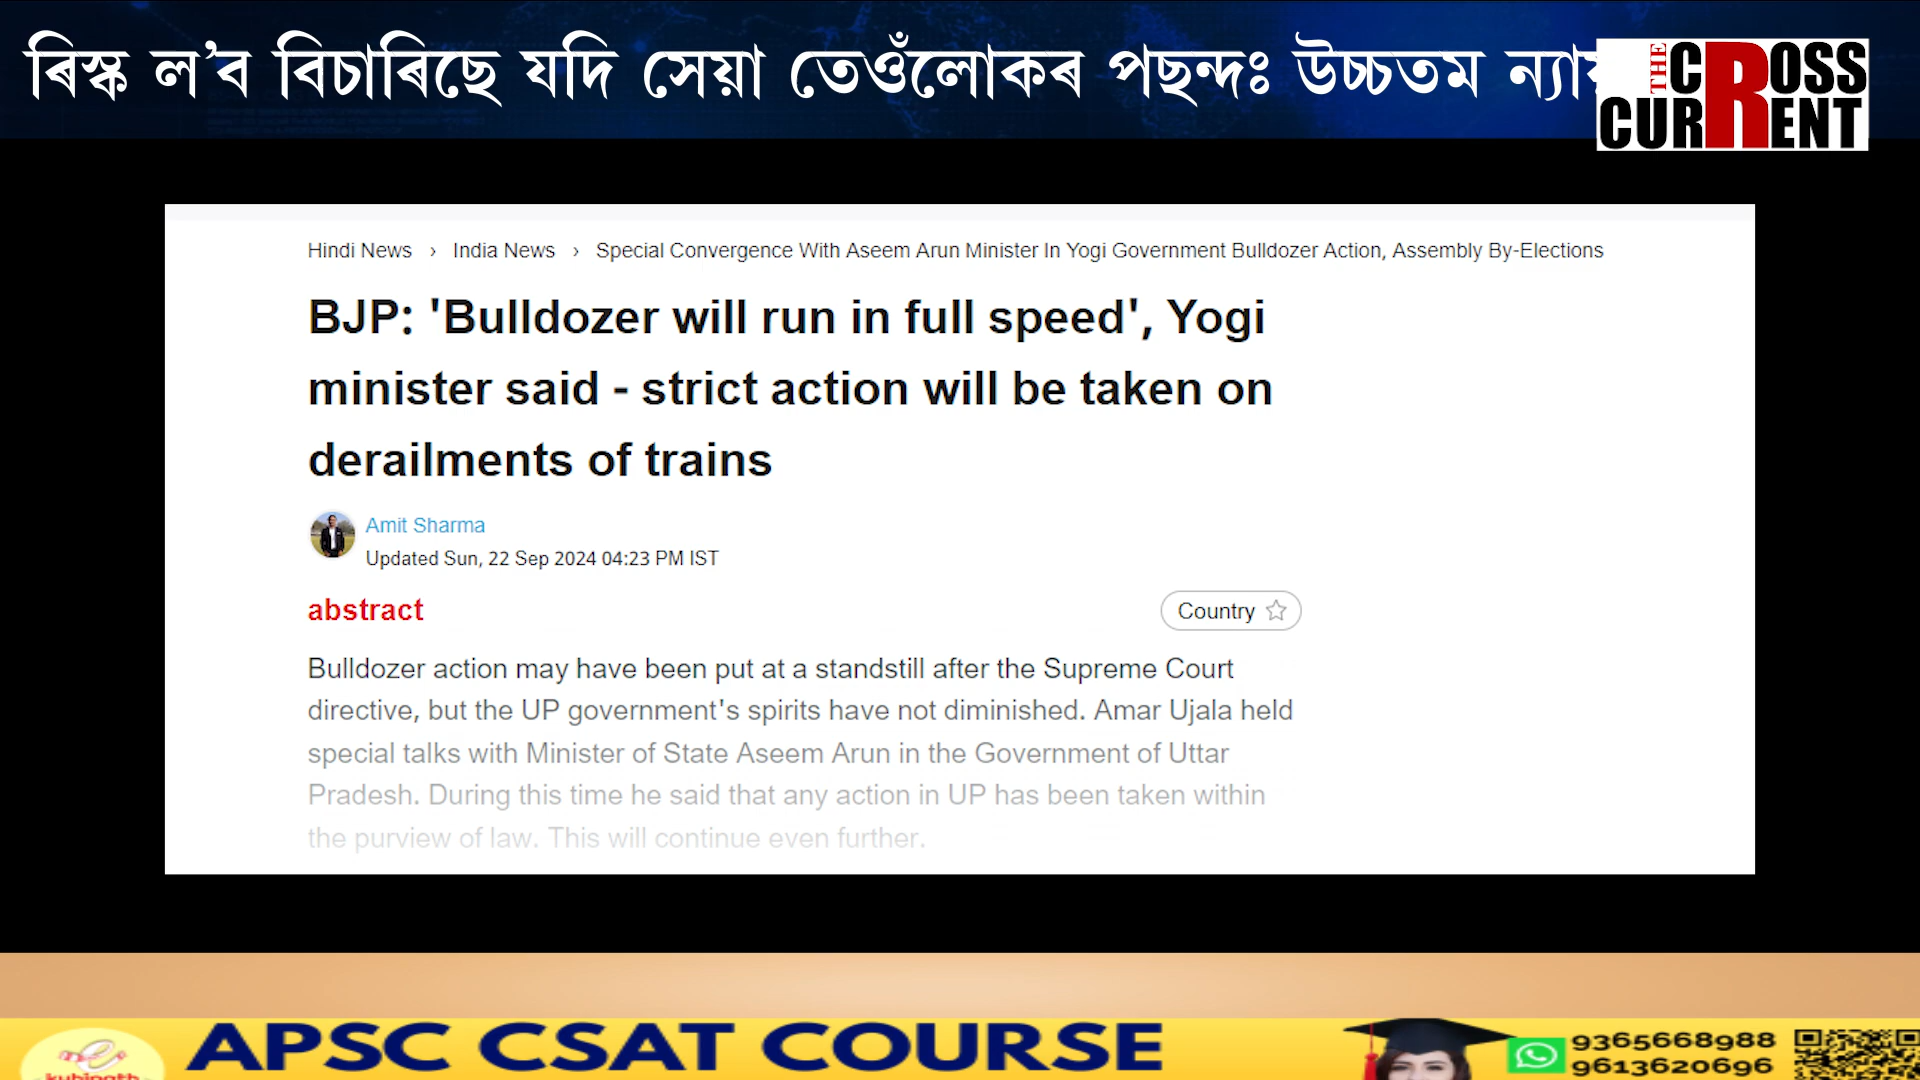 ৰিস্ক ল’ব বিচাৰিছে যদি সেয়া তেওঁলোকৰ পছন্দঃ উচ্চতম
THE CROSS
CURRENT
Hindi News › India News › Special Convergence With Aseem Arun Minister In Yogi Government Bulldozer Action, Assembly By-Elections
BJP: 'Bulldozer will run in full speed', Yogi
minister said - strict action will be taken on
derailments of trains
Amit Sharma
Updated Sun, 22 Sep 2024 04:23 PM IST
abstract
Country
Bulldozer action may have been put at a standstill after the Supreme Court
directive, but the UP government's spirits have not diminished. Amar Ujala held
special talks with Minister of State Aseem Arun in the Government of Uttar
Pradesh. During this time he said that any action in UP has been taken within
the purview of law. This will continue even further.
APSC CSAT COURSE
9365668988
9613620696